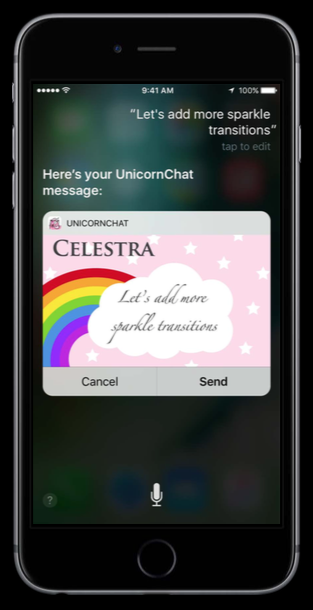 9:41 AM
100%
“Let's add more sparkle
transitions”
tap to edit
Here's your UnicornChat
message:
UNICORNCHAT
CELESTRA
Let's add more
sparkle transitions
Cancel
Send
?